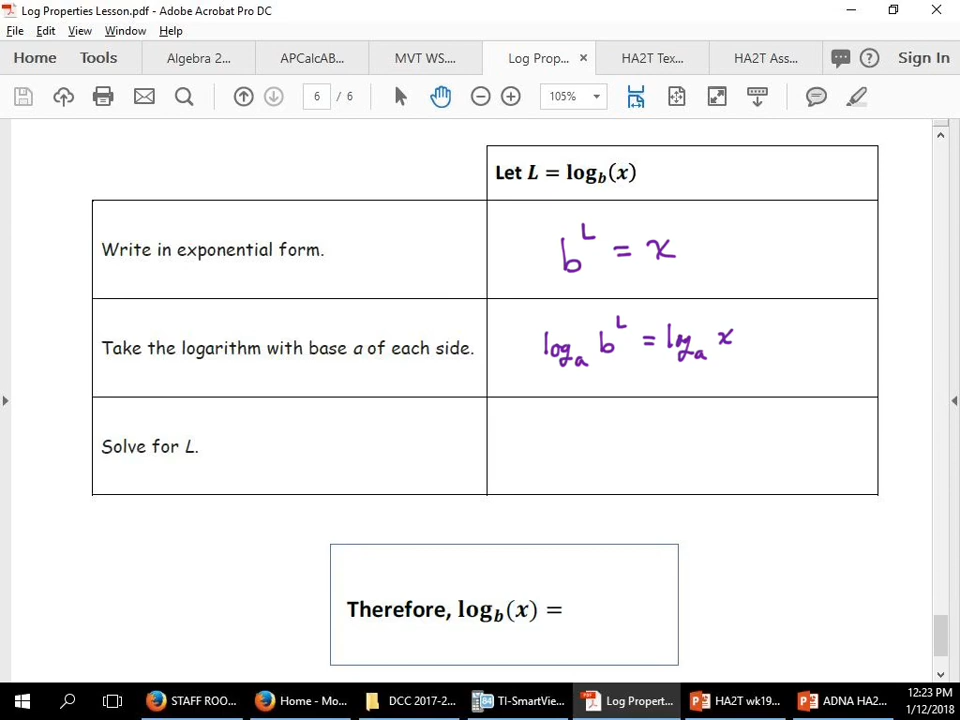 Log Properties Lesson.pdf - Adobe Acrobat Pro DC
File Edit View Window Help
Home Tools Algebra 2... APCalcAB... MVT WS.... Log Prop... × HA2T Tex... HA2T Ass... Sign In
6 / 6 105%
Let L = log_b(x)
Write in exponential form. b^L = x
Take the logarithm with base a of each side. log_a b^L = log_a x
Solve for L.
Therefore, log_b(x) =
STAFF ROO... Home - Mo... DCC 2017-2... TI-SmartVie... Log Propert... HA2T wk19... ADNA HA2... 12:23 PM
1/12/2018